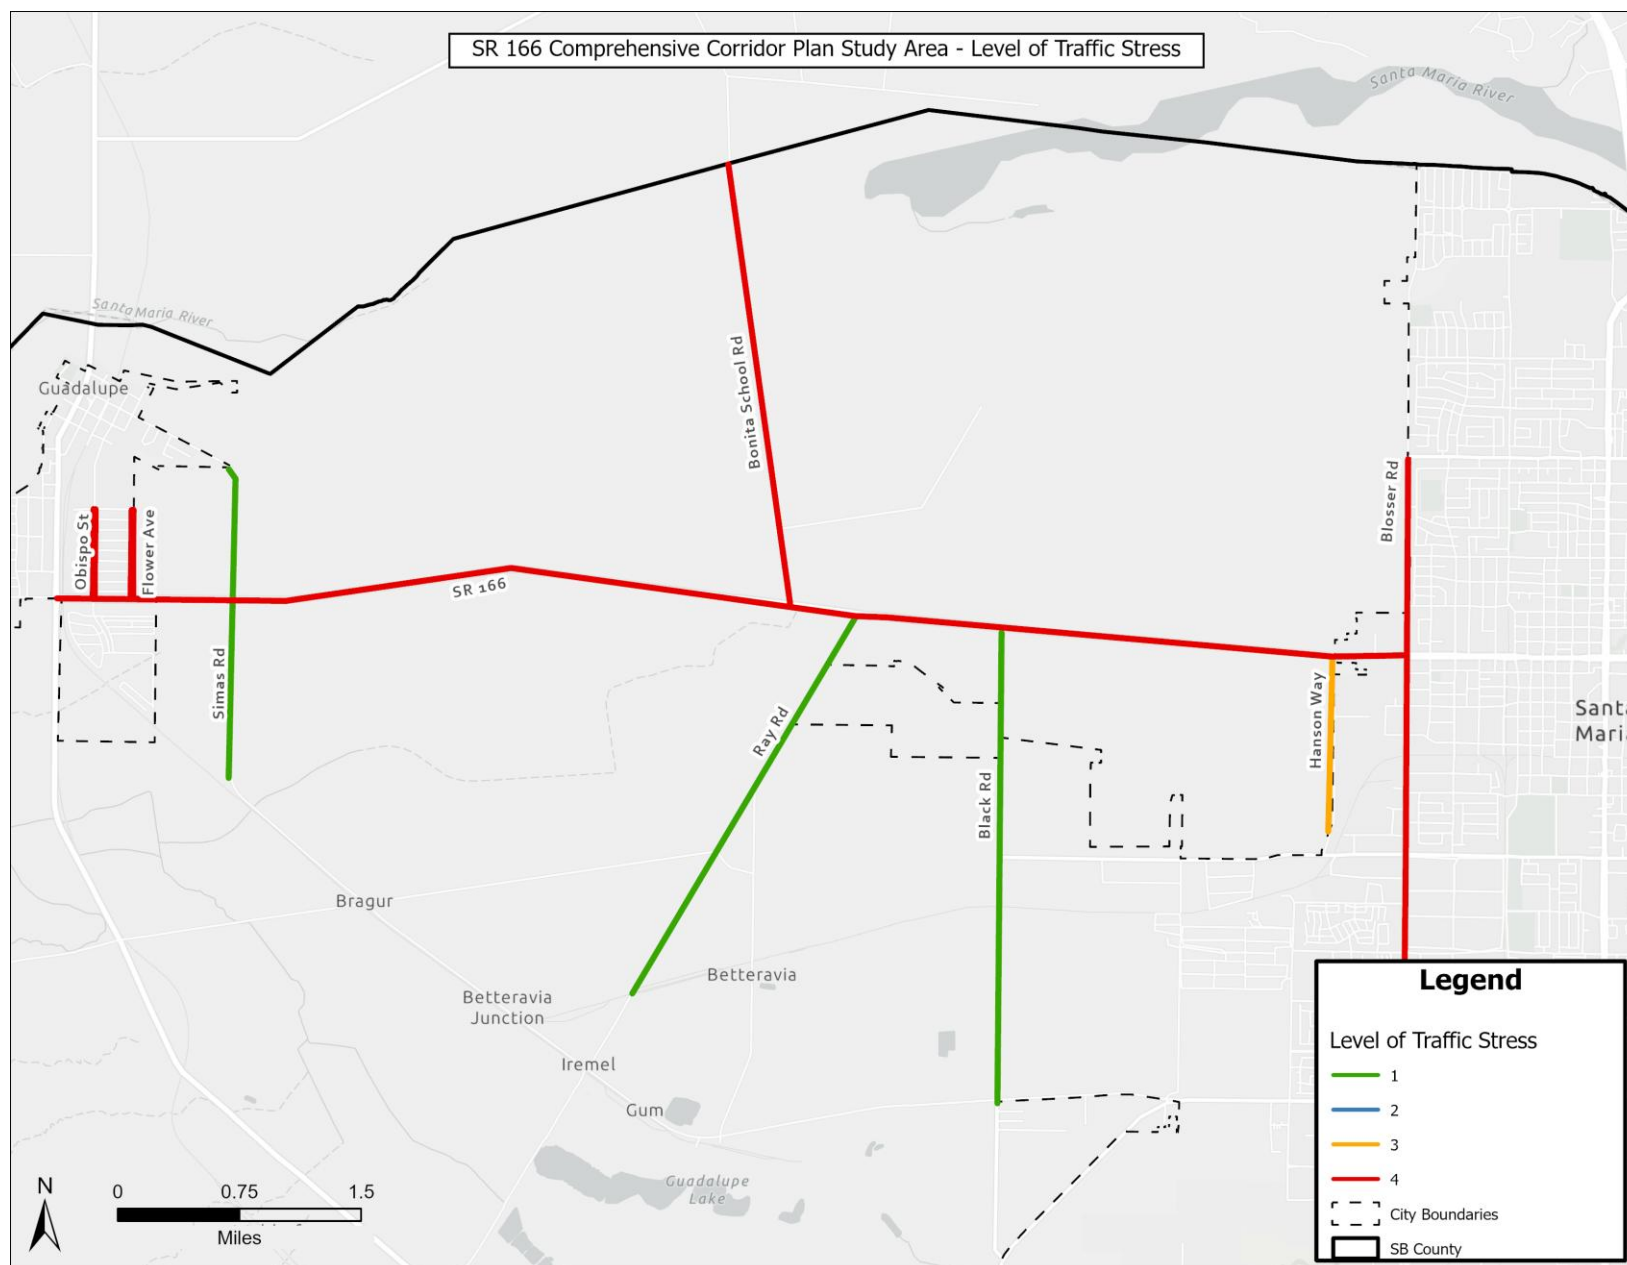 SR 166 Comprehensive Corridor Plan Study Area - Level of Traffic Stress
Santa Maria River
Santa Maria River
Guadalupe
Bonita School Rd
Blosser Rd
Obispo St
Flower Ave
SR 166
Simas Rd
Ray Rd
Hanson Way
Santa
Maria
Black Rd
Bragur
Betteravia
Betteravia
Junction
Iremel
Gum
Guadalupe
Lake
N
0 0.75 1.5
Miles
Legend
Level of Traffic Stress
1
2
3
4
City Boundaries
SB County